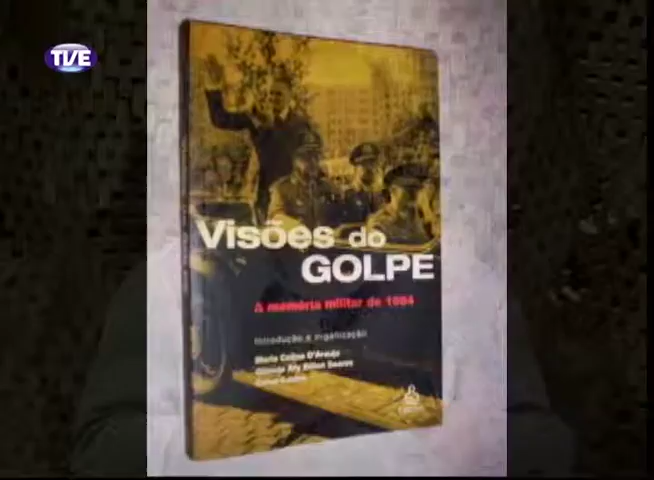 TVE
Visões do
GOLPE
A memória militar de 1964
Introdução e organização
Maria Celina D'Araujo
Gláucio Ary Dillon Soares
Celso Castro